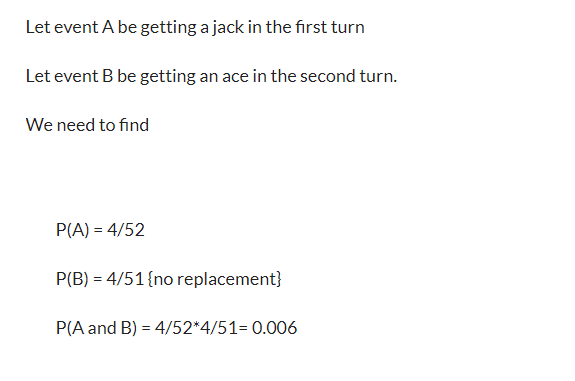 Let event A be getting a jack in the first turn
Let event B be getting an ace in the second turn.
We need to find
P(A) = 4/52
P(B) = 4/51{no replacement}
P(A and B) = 4/52*4/51= 0.006